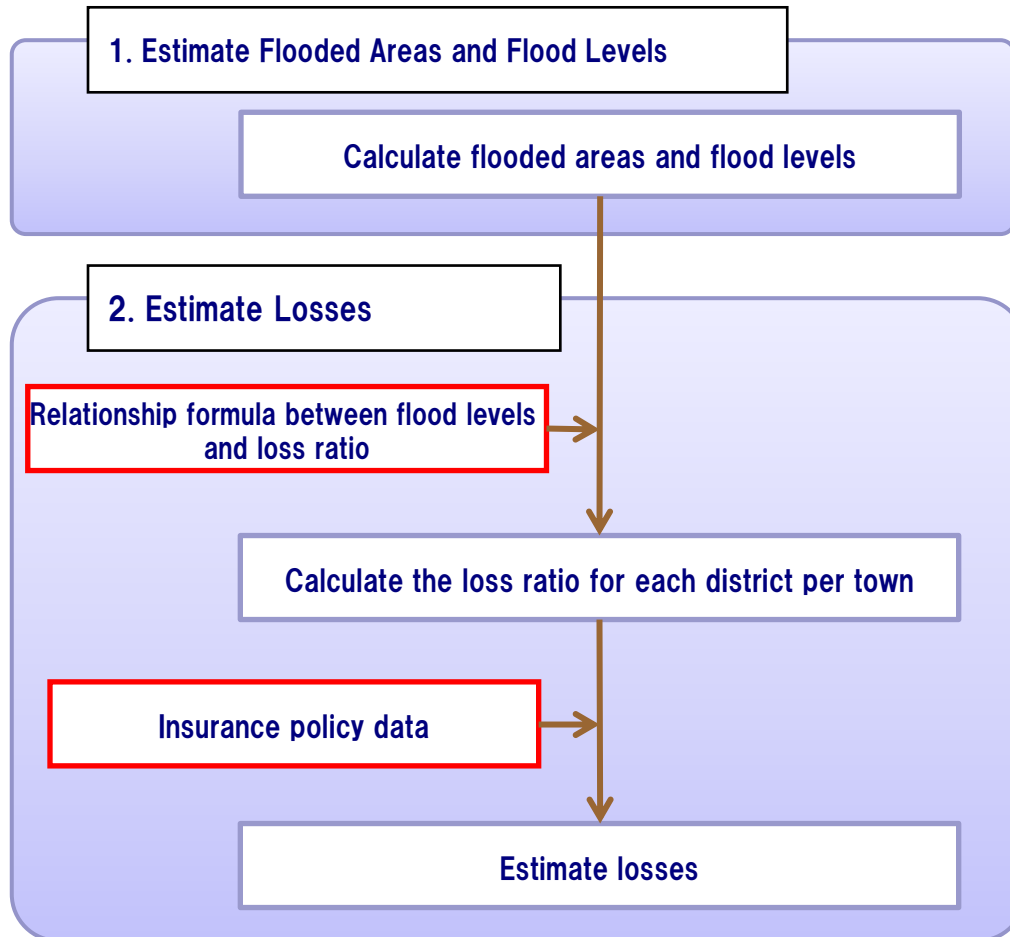 1. Estimate Flooded Areas and Flood Levels
Calculate flooded areas and flood levels
2. Estimate Losses
Relationship formula between flood levels
and loss ratio
Calculate the loss ratio for each district per town
Insurance policy data
Estimate losses